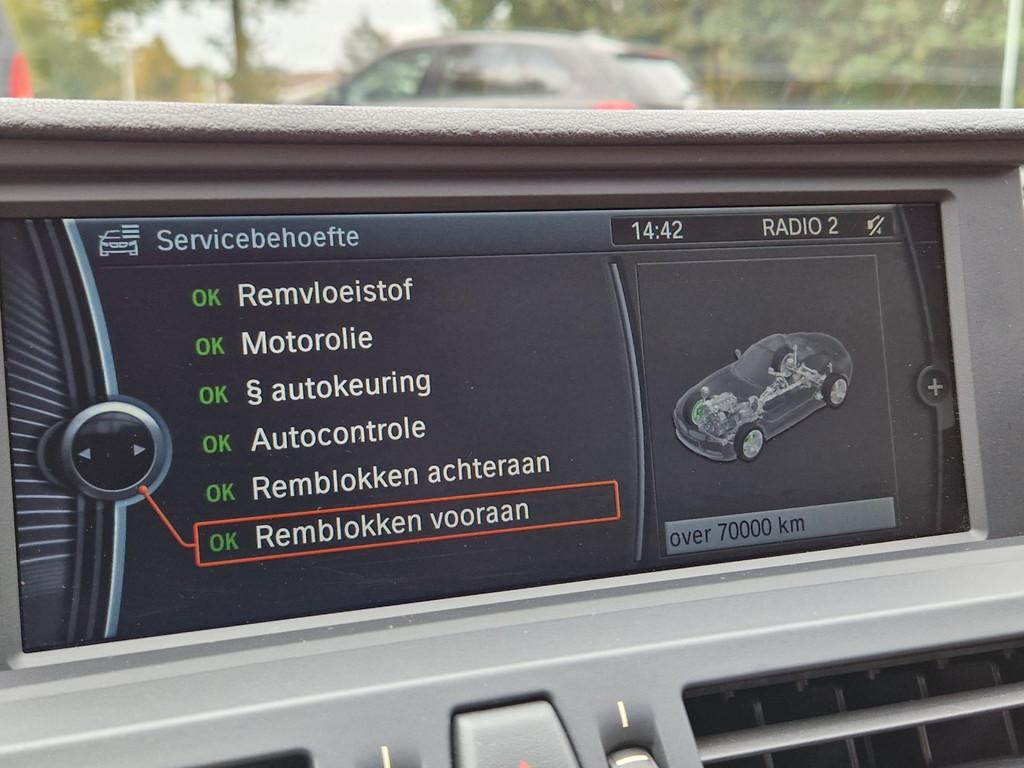 Servicebehoefte
14:42
RADIO 2
OK Remvloeistof
OK Motorolie
OK § autokeuring
OK Autocontrole
OK Remblokken achteraan
OK Remblokken vooraan
over 70000 km